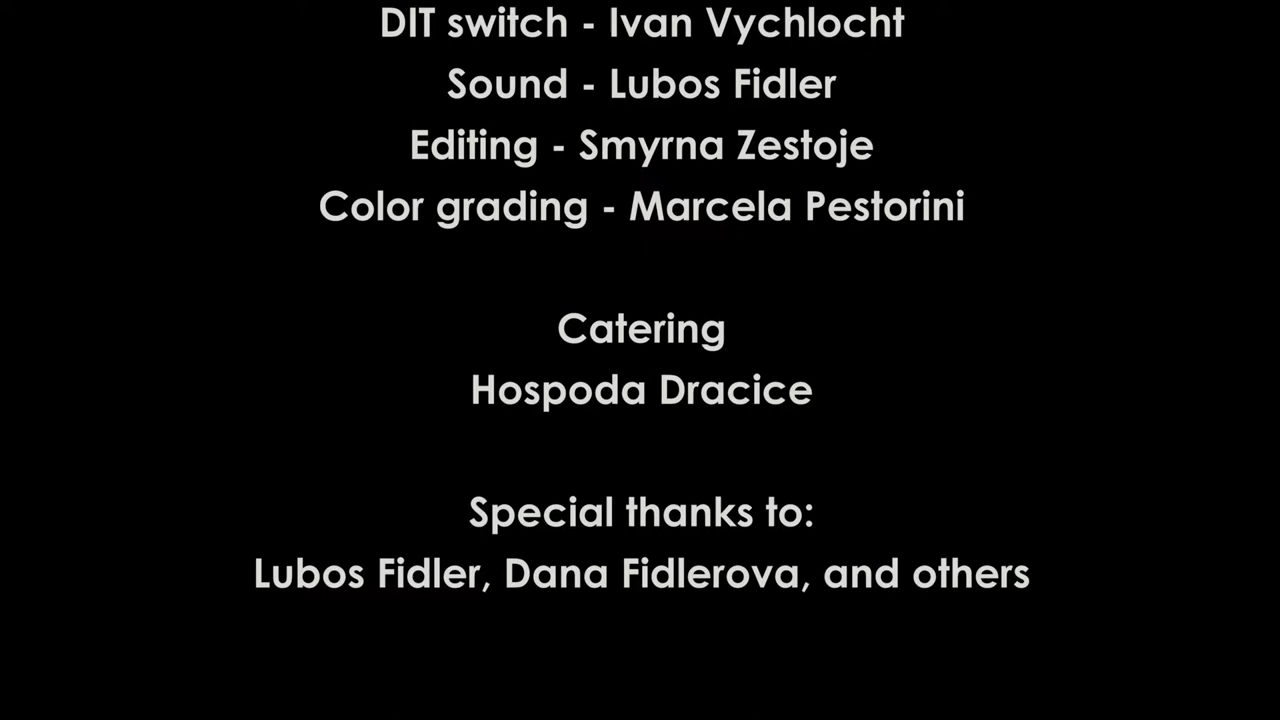 DIT switch - Ivan Vychlocht
Sound - Lubos Fidler
Editing - Smyrna Zestoje
Color grading - Marcela Pestorini
Catering
Hospoda Dracice
Special thanks to:
Lubos Fidler, Dana Fidlerova, and others